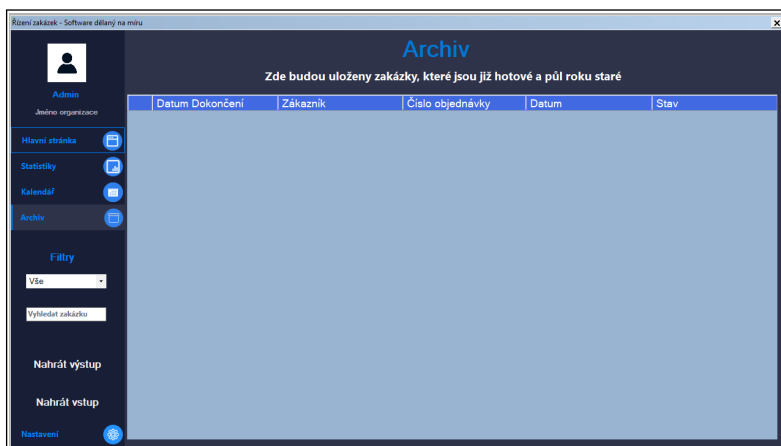 Řízení zakázek - Software dělaný na míru
Admin
Jméno organizace
Hlavní stránka
Statistiky
Kalendář
Archiv
Filtry
Vše
Vyhledat zakázku
Nahrát výstup
Nahrát vstup
Nastavení
Archiv
Zde budou uloženy zakázky, které jsou již hotové a půl roku staré
Datum Dokončení Zákazník Číslo objednávky Datum Stav